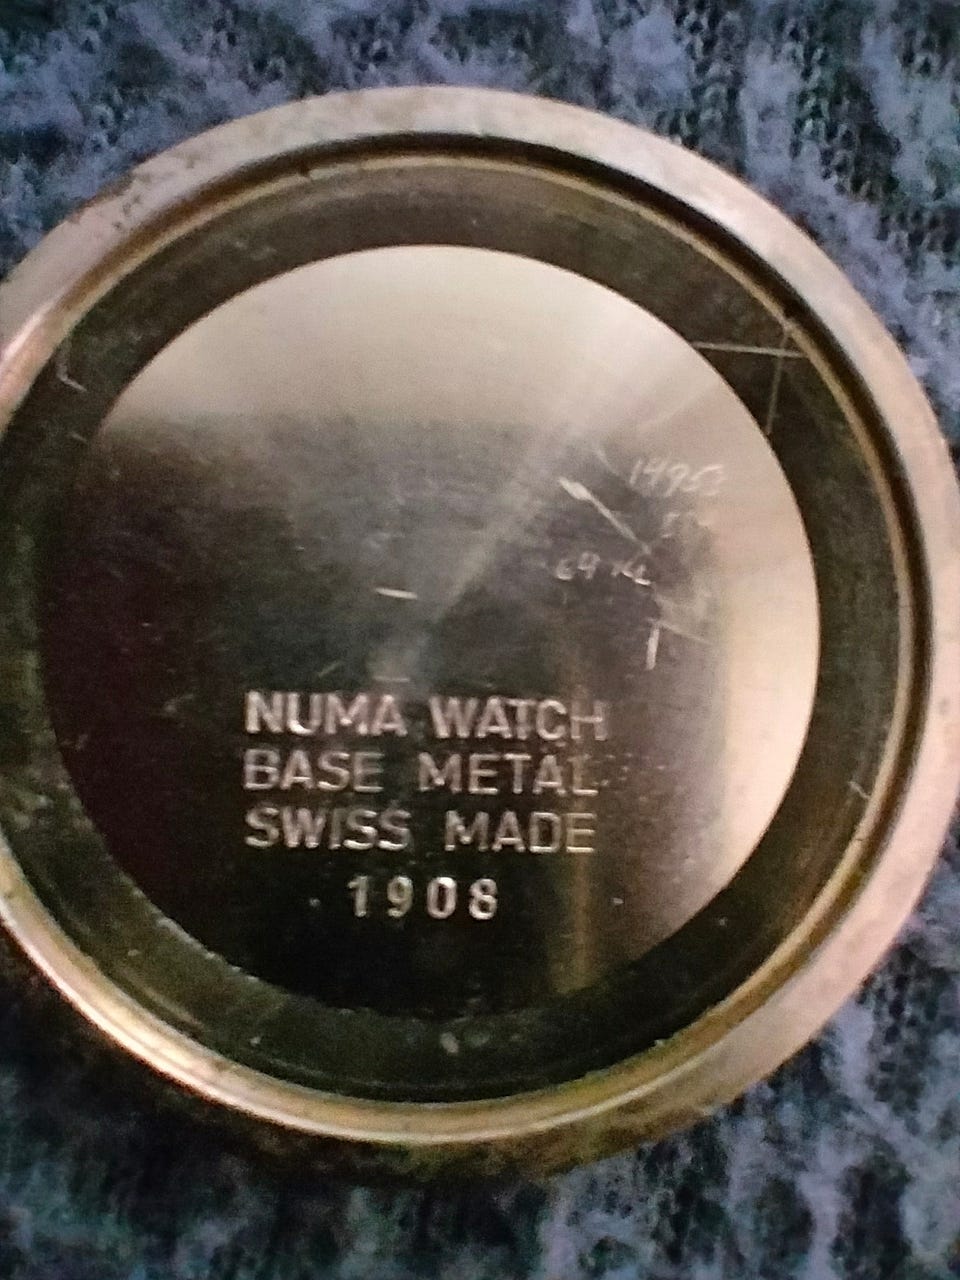 NUMA WATCH
BASE METAL
SWISS MADE
1908